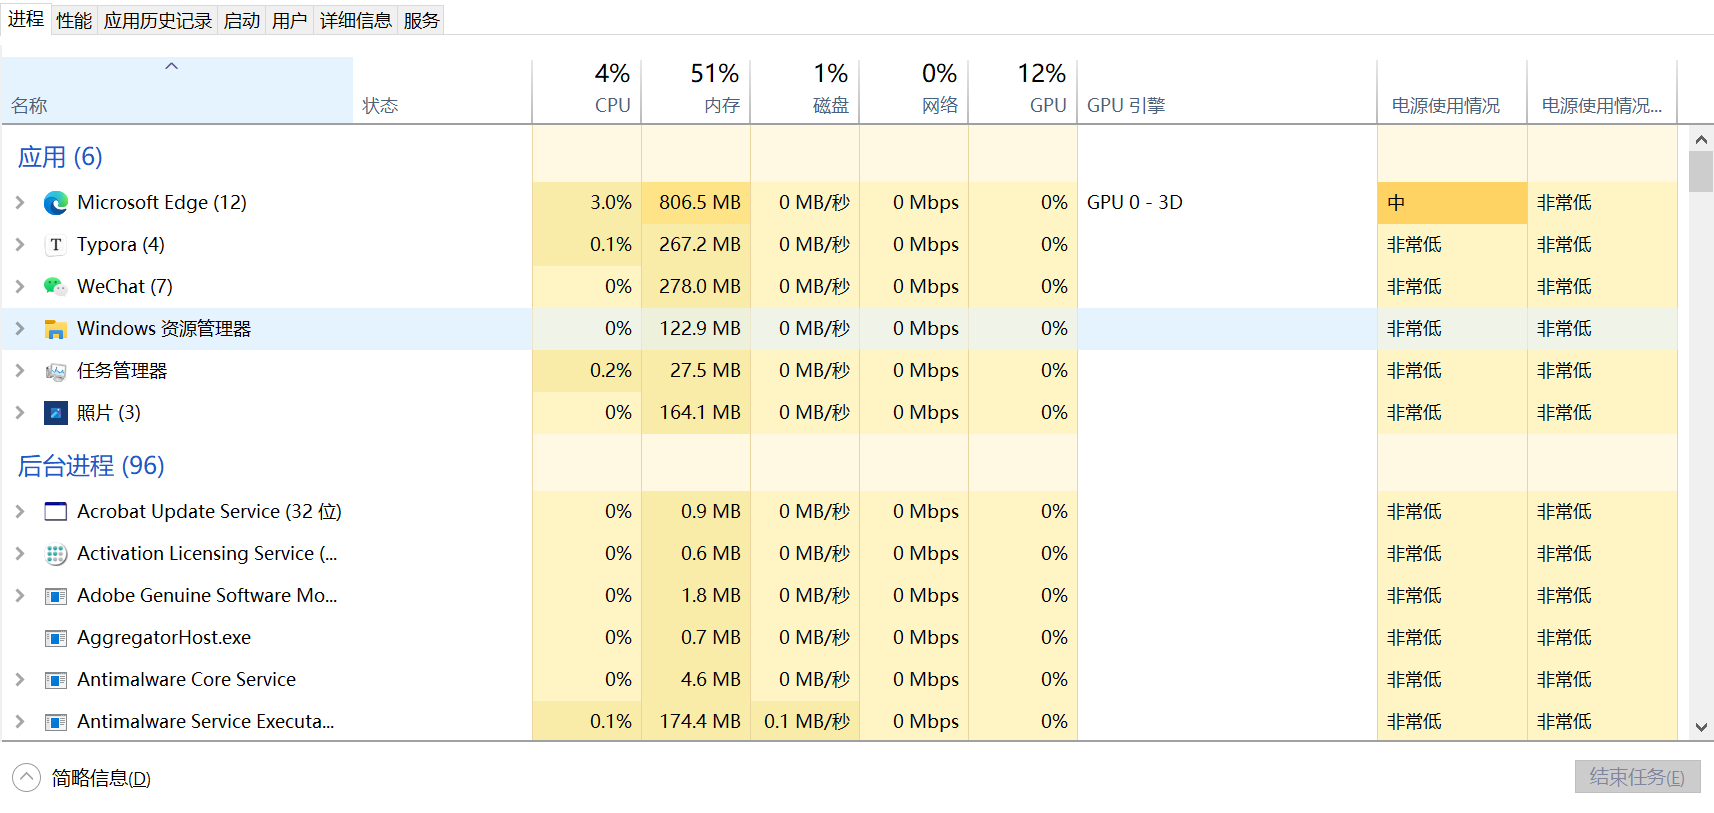 进程 性能 应用历史记录 启动 用户 详细信息 服务
4% 51% 1% 0% 12%
名称 状态 CPU 内存 磁盘 网络 GPU GPU 引擎 电源使用情况 电源使用情况...
应用 (6)
Microsoft Edge (12) 3.0% 806.5 MB 0 MB/秒 0 Mbps 0% GPU 0 - 3D 中 非常低
T Typora (4) 0.1% 267.2 MB 0 MB/秒 0 Mbps 0% 非常低 非常低
WeChat (7) 0% 278.0 MB 0 MB/秒 0 Mbps 0% 非常低 非常低
Windows 资源管理器 0% 122.9 MB 0 MB/秒 0 Mbps 0% 非常低 非常低
任务管理器 0.2% 27.5 MB 0 MB/秒 0 Mbps 0% 非常低 非常低
照片 (3) 0% 164.1 MB 0 MB/秒 0 Mbps 0% 非常低 非常低
后台进程 (96)
Acrobat Update Service (32 位) 0% 0.9 MB 0 MB/秒 0 Mbps 0% 非常低 非常低
Activation Licensing Service (... 0% 0.6 MB 0 MB/秒 0 Mbps 0% 非常低 非常低
Adobe Genuine Software Mo... 0% 1.8 MB 0 MB/秒 0 Mbps 0% 非常低 非常低
AggregatorHost.exe 0% 0.7 MB 0 MB/秒 0 Mbps 0% 非常低 非常低
Antimalware Core Service 0% 4.6 MB 0 MB/秒 0 Mbps 0% 非常低 非常低
Antimalware Service Executa... 0.1% 174.4 MB 0.1 MB/秒 0 Mbps 0% 非常低 非常低
简略信息(D) 结束任务(E)